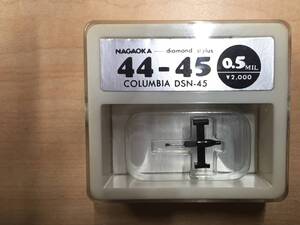 NAGAOKA diamond stylus
44-45
COLUMBIA DSN-45
0.5 MIL
¥2,000